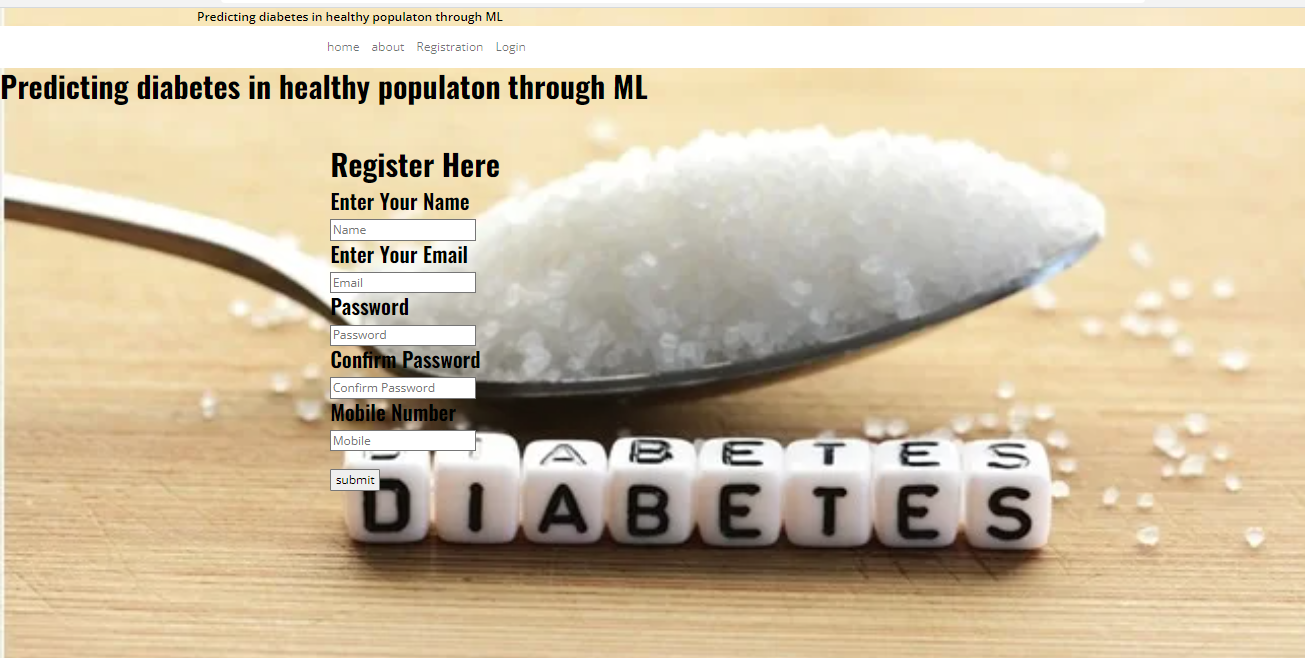 Predicting diabetes in healthy populaton through ML
home about Registration Login
Predicting diabetes in healthy populaton through ML
Register Here
Enter Your Name
Name
Enter Your Email
Email
Password
Password
Confirm Password
Confirm Password
Mobile Number
Mobile
submit
A B E T E S
D I A B E T E S